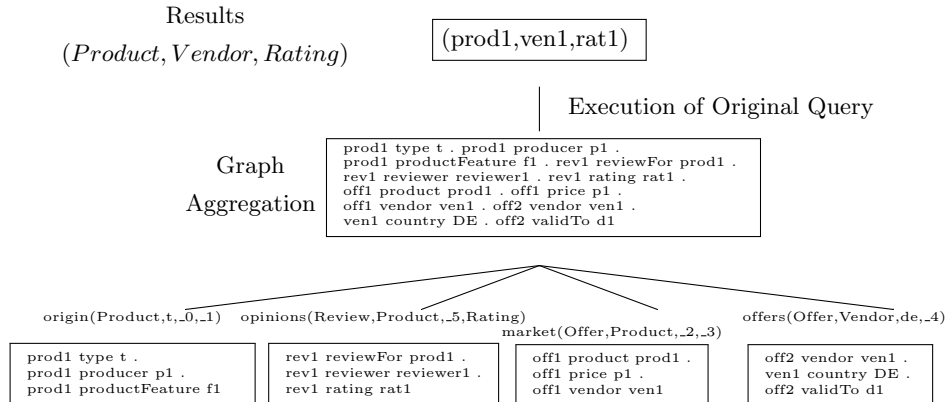 Results
(Product, Vendor, Rating)
(prod1,ven1,rat1)
Execution of Original Query
Graph
Aggregation
prod1 type t . prod1 producer p1 .
prod1 productFeature f1 . rev1 reviewFor prod1 .
rev1 reviewer reviewer1 . rev1 rating rat1 .
off1 product prod1 . off1 price p1 .
off1 vendor ven1 . off2 vendor ven1 .
ven1 country DE . off2 validTo d1
origin(Product,t,_0,_1)
prod1 type t .
prod1 producer p1 .
prod1 productFeature f1
opinions(Review,Product,_5,Rating)
rev1 reviewFor prod1 .
rev1 reviewer reviewer1 .
rev1 rating rat1
market(Offer,Product,_2,_3)
off1 product prod1 .
off1 price p1 .
off1 vendor ven1
offers(Offer,Vendor,de,_4)
off2 vendor ven1 .
ven1 country DE .
off2 validTo d1